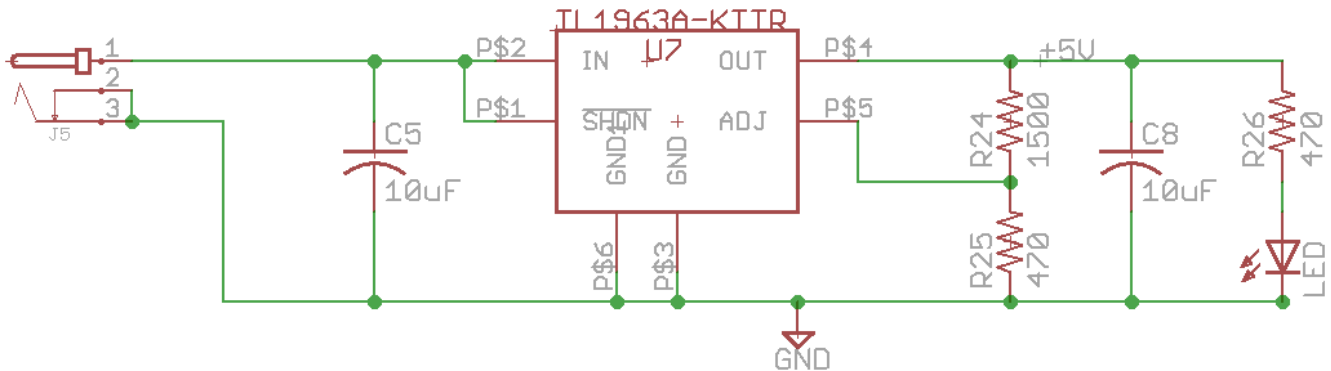 TL1963A-KTTR
U7
1
2
3
J5
P$2
P$1
IN
SHDN
GND1
GND
OUT
ADJ
P$4
P$5
P$6
P$3
C5
10uF
+5V
R24
1500
R25
470
C8
10uF
R26
470
LED
GND